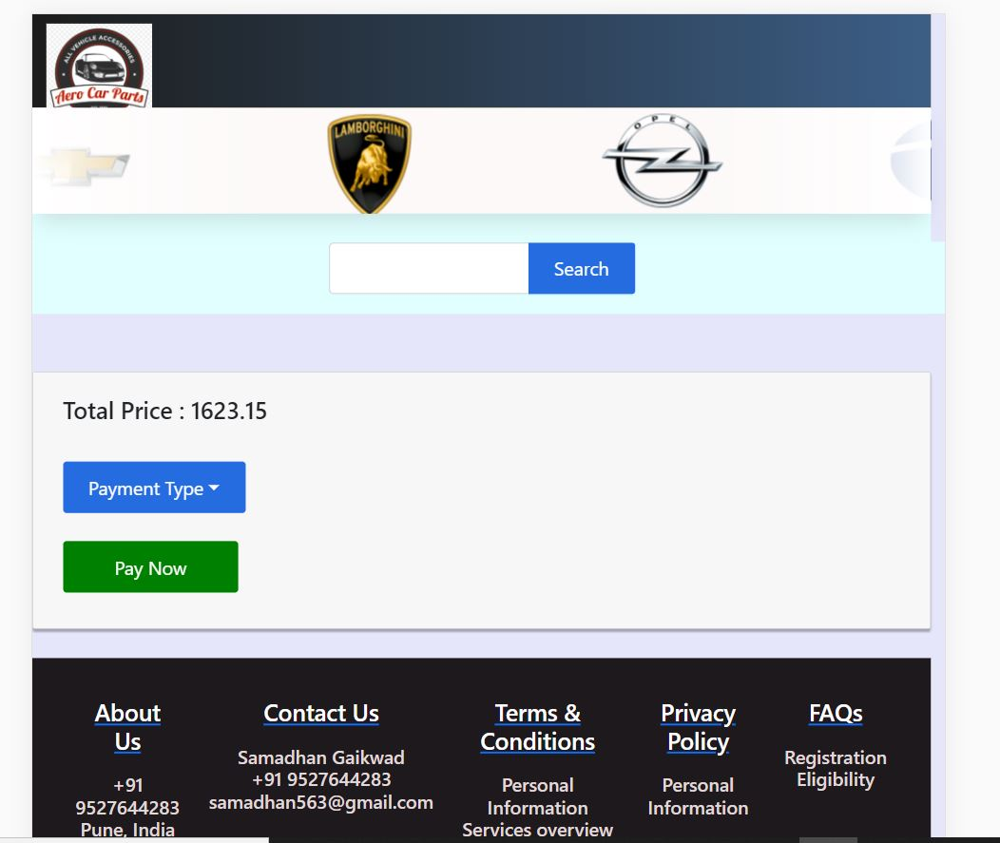 ALL VEHICLE ACCESSORIES
Aero Car Parts
LAMBORGHINI
OPEL
Search
Total Price : 1623.15
Payment Type
Pay Now
About
Us
+91
9527644283
Pune, India
Contact Us
Samadhan Gaikwad
+91 9527644283
samadhan563@gmail.com
Terms &
Conditions
Personal
Information
Services overview
Privacy
Policy
Personal
Information
FAQs
Registration
Eligibility